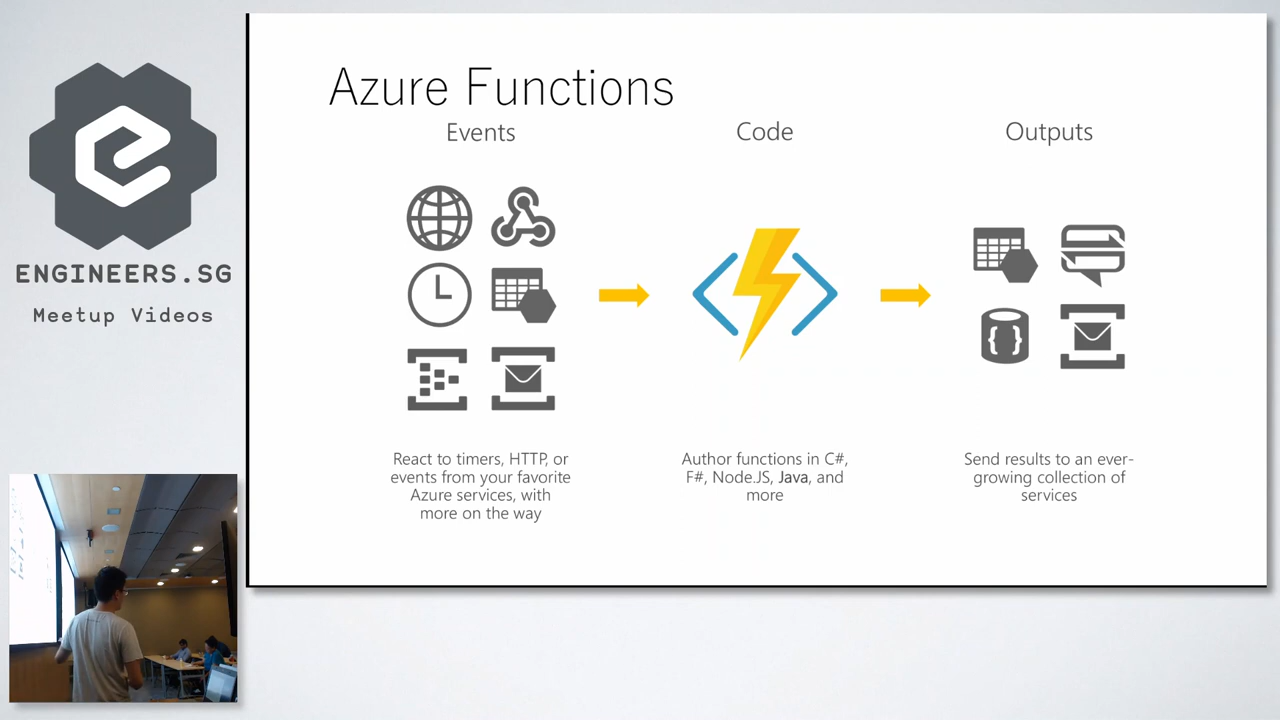 ENGINEERS.SG
Meetup Videos
Azure Functions
Events
Code
Outputs
React to timers, HTTP, or
events from your favorite
Azure services, with
more on the way
Author functions in C#,
F#, Node.JS, Java, and
more
Send results to an ever-
growing collection of
services